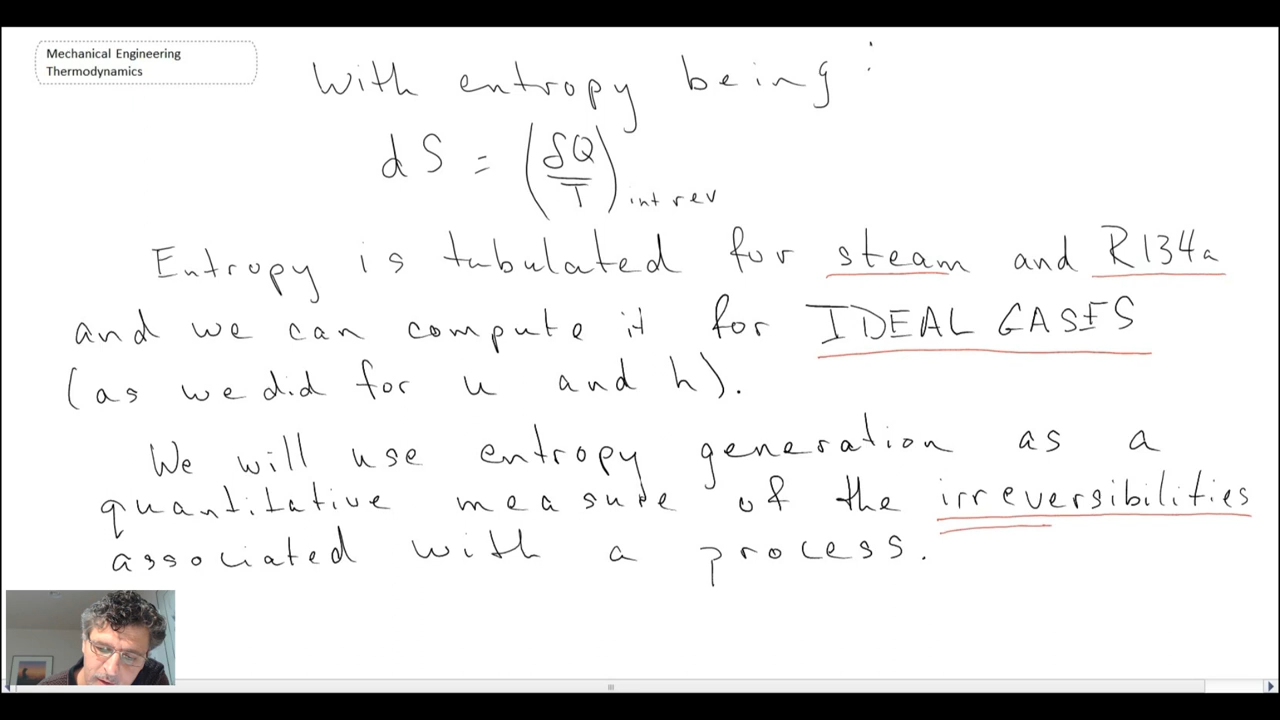 Mechanical Engineering
Thermodynamics
With entropy being:
dS = (δQ/T) int rev
Entropy is tabulated for steam and R134a
and we can compute it for IDEAL GASES
(as we did for u and h).
We will use entropy generation as a
quantitative measure of the irreversibilities
associated with a process.